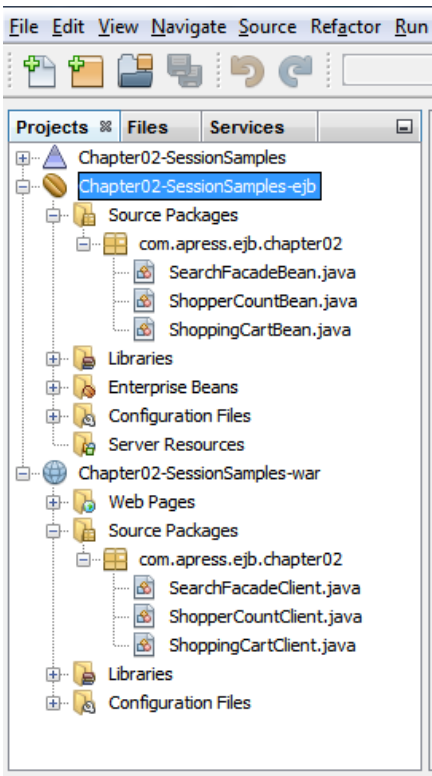 File Edit View Navigate Source Refactor Run
Projects Files Services
Chapter02-SessionSamples
Chapter02-SessionSamples-ejb
Source Packages
com.apress.ejb.chapter02
SearchFacadeBean.java
ShopperCountBean.java
ShoppingCartBean.java
Libraries
Enterprise Beans
Configuration Files
Server Resources
Chapter02-SessionSamples-war
Web Pages
Source Packages
com.apress.ejb.chapter02
SearchFacadeClient.java
ShopperCountClient.java
ShoppingCartClient.java
Libraries
Configuration Files